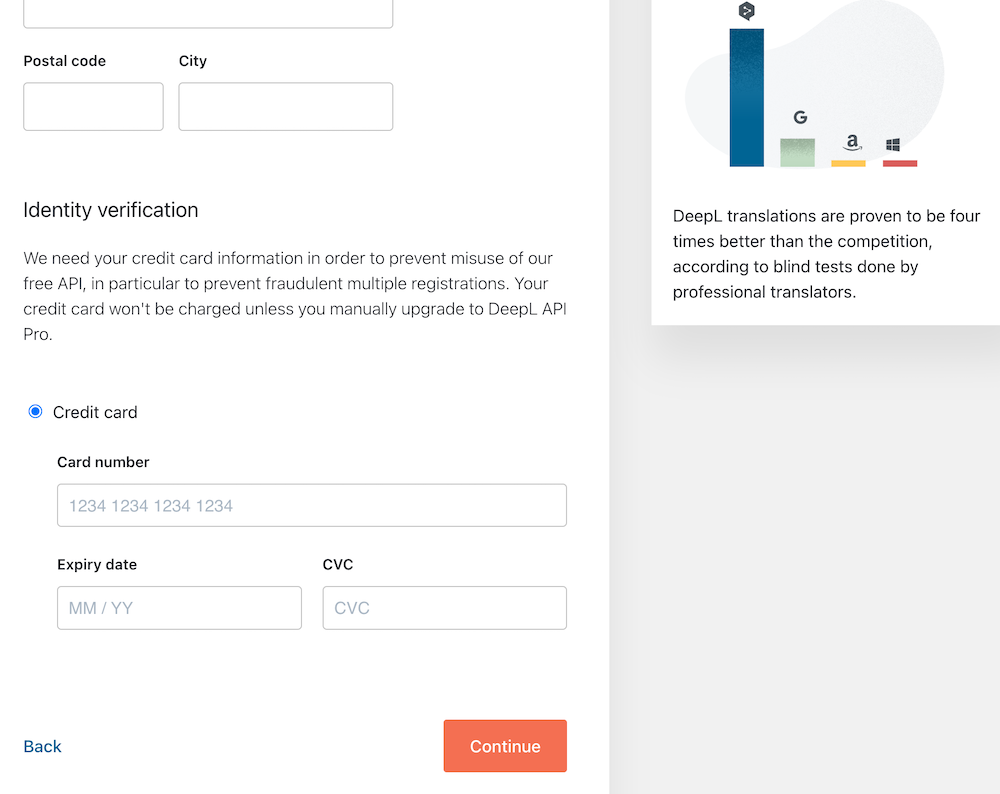 Postal code
City
Identity verification
We need your credit card information in order to prevent misuse of our
free API, in particular to prevent fraudulent multiple registrations. Your
credit card won't be charged unless you manually upgrade to DeepL API
Pro.
Credit card
Card number
1234 1234 1234 1234
Expiry date
CVC
MM / YY
CVC
Back
Continue
G
a
DeepL translations are proven to be four
times better than the competition,
according to blind tests done by
professional translators.